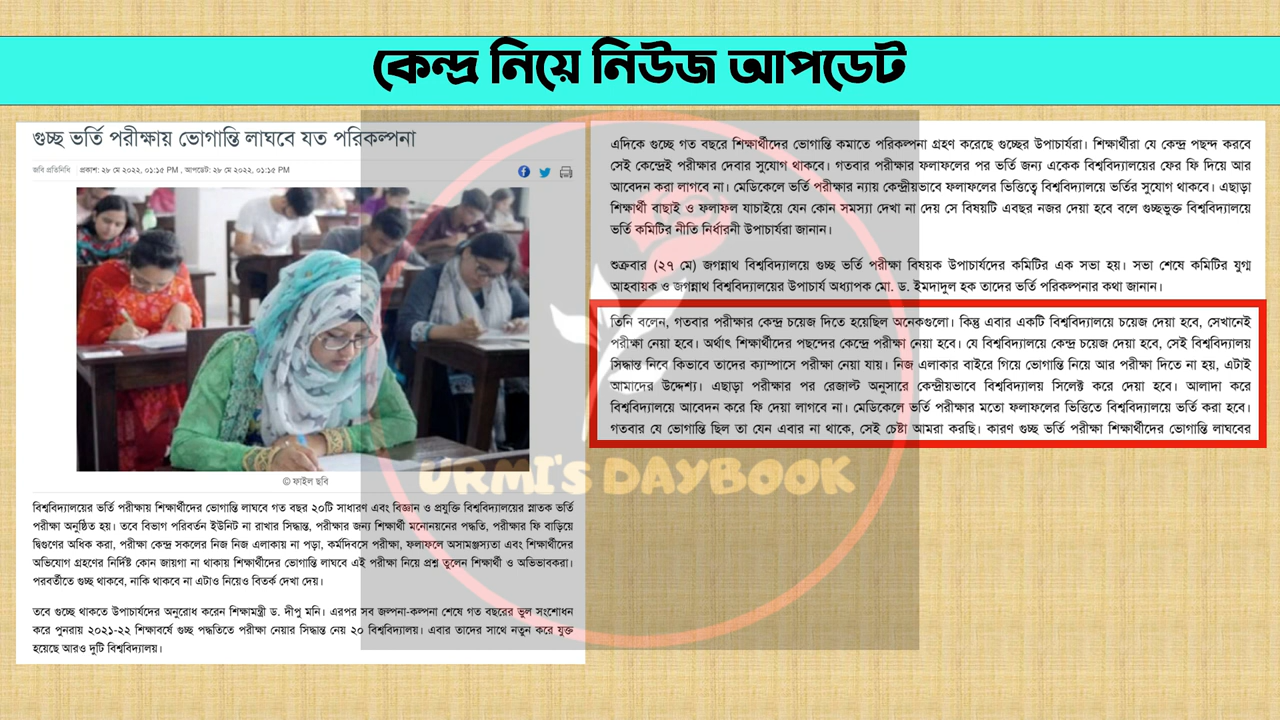 কেন্দ্র নিয়ে নিউজ আপডেট
গুচ্ছ ভর্তি পরীক্ষায় ভোগান্তি লাঘবে যত পরিকল্পনা
জবি প্রতিনিধি প্রকাশ: ২৮ মে ২০২২, ০১:১৫ PM , আপডেট: ২৮ মে ২০২২, ০১:১৫ PM
© ফাইল ছবি
বিশ্ববিদ্যালয়ের ভর্তি পরীক্ষায় শিক্ষার্থীদের ভোগান্তি লাঘবে গত বছর ২০টি সাধারণ এবং বিজ্ঞান ও প্রযুক্তি বিশ্ববিদ্যালয়ের স্নাতক ভর্তি
পরীক্ষা অনুষ্ঠিত হয়। তবে বিভাগ পরিবর্তন ইউনিট না রাখার সিদ্ধান্ত, পরীক্ষার জন্য শিক্ষার্থী মনোনয়নের পদ্ধতি, পরীক্ষার ফি বাড়িয়ে
দ্বিগুণের অধিক করা, পরীক্ষা কেন্দ্র সকলের নিজ নিজ এলাকায় না পড়া, কর্মদিবসে পরীক্ষা, ফলাফলে অসামঞ্জস্যতা এবং শিক্ষার্থীদের
অভিযোগ গ্রহণের নির্দিষ্ট কোন জায়গা না থাকায় শিক্ষার্থীদের ভোগান্তি লাঘবে এই পরীক্ষা নিয়ে প্রশ্ন তুলেন শিক্ষার্থী ও অভিভাবকরা।
পরবর্তীতে গুচ্ছ থাকবে, নাকি থাকবে না এটাও নিয়েও বিতর্ক দেখা দেয়।
তবে গুচ্ছে থাকতে উপাচার্যদের অনুরোধ করেন শিক্ষামন্ত্রী ড. দীপু মনি। এরপর সব জল্পনা-কল্পনা শেষে গত বছরের ভুল সংশোধন
করে পুনরায় ২০২১-২২ শিক্ষাবর্ষে গুচ্ছ পদ্ধতিতে পরীক্ষা নেয়ার সিদ্ধান্ত নেয় ২০ বিশ্ববিদ্যালয়। এবার তাদের সাথে নতুন করে যুক্ত
হয়েছে আরও দুটি বিশ্ববিদ্যালয়।
এদিকে গুচ্ছে গত বছরে শিক্ষার্থীদের ভোগান্তি কমাতে পরিকল্পনা গ্রহণ করেছে গুচ্ছের উপাচার্যরা। শিক্ষার্থীরা যে কেন্দ্র পছন্দ করবে
সেই কেন্দ্রেই পরীক্ষার দেবার সুযোগ থাকবে। গতবার পরীক্ষার ফলাফলের পর ভর্তি জন্য একেক বিশ্ববিদ্যালয়ের ফের ফি দিয়ে আর
আবেদন করা লাগবে না। মেডিকেলে ভর্তি পরীক্ষার ন্যায় কেন্দ্রীয়ভাবে ফলাফলের ভিত্তিত্বে বিশ্ববিদ্যালয়ে ভর্তির সুযোগ থাকবে। এছাড়া
শিক্ষার্থী বাছাই ও ফলাফল যাচাইয়ে যেন কোন সমস্যা দেখা না দেয় সে বিষয়টি এবছর নজর দেয়া হবে বলে গুচ্ছভুক্ত বিশ্ববিদ্যালয়ে
ভর্তি কমিটির নীতি নির্ধারনী উপাচার্যরা জানান।
শুক্রবার (২৭ মে) জগন্নাথ বিশ্ববিদ্যালয়ে গুচ্ছ ভর্তি পরীক্ষা বিষয়ক উপাচার্যদের কমিটির এক সভা হয়। সভা শেষে কমিটির যুগ্ম
আহবায়ক ও জগন্নাথ বিশ্ববিদ্যালয়ের উপাচার্য অধ্যাপক মো. ড. ইমদাদুল হক তাদের ভর্তি পরিকল্পনার কথা জানান।
তিনি বলেন, গতবার পরীক্ষার কেন্দ্র চয়েজ দিতে হয়েছিল অনেকগুলো। কিন্তু এবার একটি বিশ্ববিদ্যালয়ে চয়েজ দেয়া হবে, সেখানেই
পরীক্ষা নেয়া হবে। অর্থাৎ শিক্ষার্থীদের পছন্দের কেন্দ্রে পরীক্ষা নেয়া হবে। যে বিশ্ববিদ্যালয়ে কেন্দ্র চয়েজ দেয়া হবে, সেই বিশ্ববিদ্যালয়
সিদ্ধান্ত নিবে কিভাবে তাদের ক্যাম্পাসে পরীক্ষা নেয়া যায়। নিজ এলাকার বাইরে গিয়ে ভোগান্তি নিয়ে আর পরীক্ষা দিতে না হয়, এটাই
আমাদের উদ্দেশ্য। এছাড়া পরীক্ষার পর রেজাল্ট অনুসারে কেন্দ্রীয়ভাবে বিশ্ববিদ্যালয় সিলেক্ট করে দেয়া হবে। আলাদা করে
বিশ্ববিদ্যালয়ে আবেদন করে ফি দেয়া লাগবে না। মেডিকেলে ভর্তি পরীক্ষার মতো ফলাফলের ভিত্তিতে বিশ্ববিদ্যালয়ে ভর্তি করা হবে।
গতবার যে ভোগান্তি ছিল তা যেন এবার না থাকে, সেই চেষ্টা আমরা করছি। কারণ গুচ্ছ ভর্তি পরীক্ষা শিক্ষার্থীদের ভোগান্তি লাঘবের
URMI'S DAYBOOK